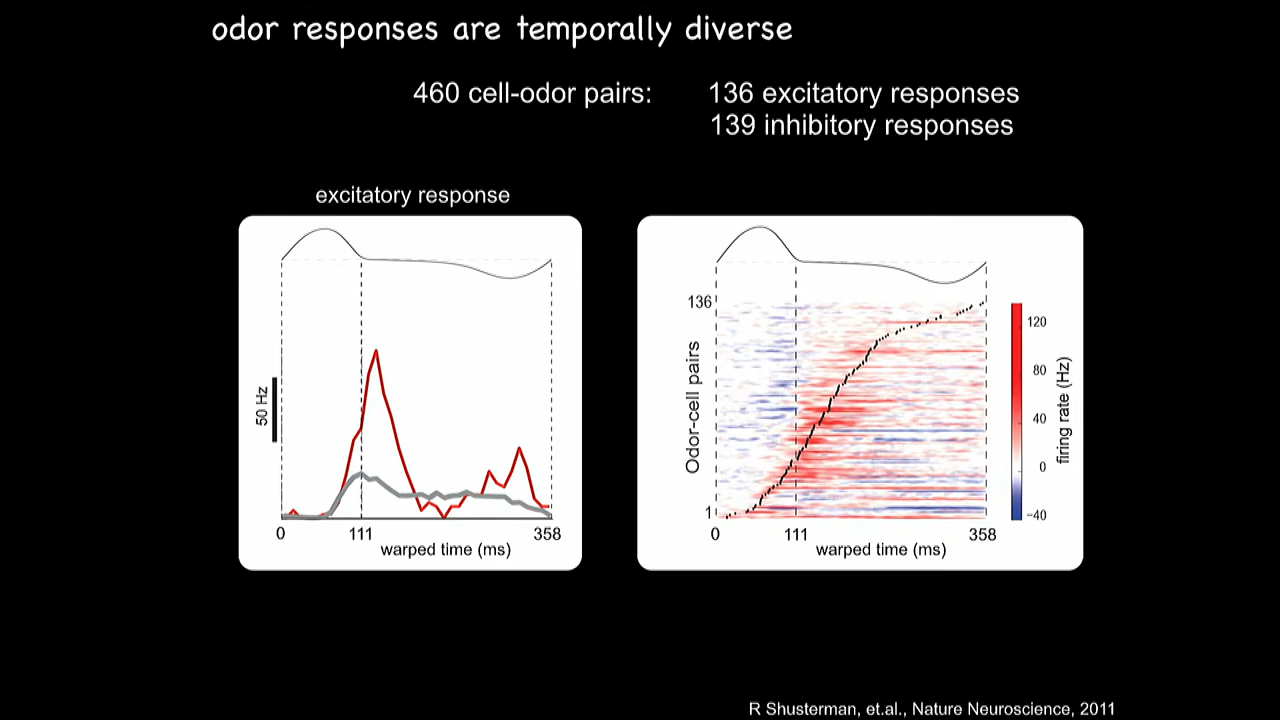 odor responses are temporally diverse
460 cell-odor pairs: 136 excitatory responses
139 inhibitory responses
excitatory response
50 Hz
0 111 358
warped time (ms)
136
Odor-cell pairs
1
0 111 358
warped time (ms)
120
80
40
0
-40
firing rate (Hz)
R Shusterman, et.al., Nature Neuroscience, 2011